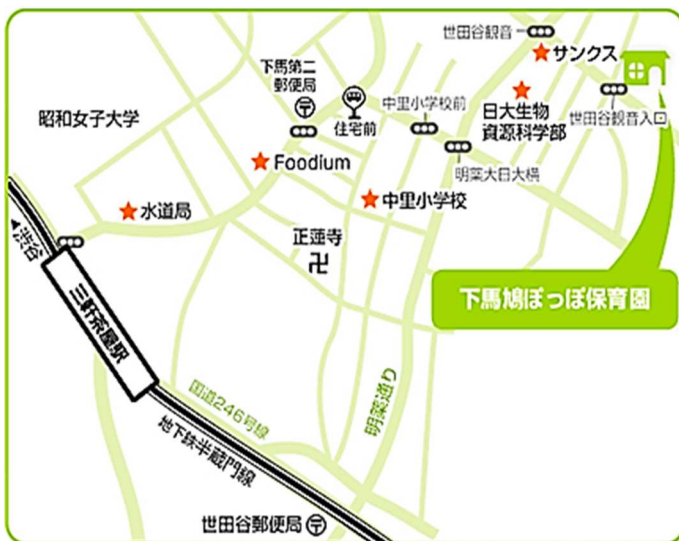 世田谷観音
サンクス
下馬第二
郵便局
住宅前
中里小学校前
日大生物
資源科学部
世田谷観音入口
昭和女子大学
Foodium
明薬大日大横
中里小学校
水道局
正蓮寺
▲渋谷
三軒茶屋駅
下馬鳩ぽっぽ保育園
国道246号線
明薬通り
地下鉄半蔵門線
世田谷郵便局